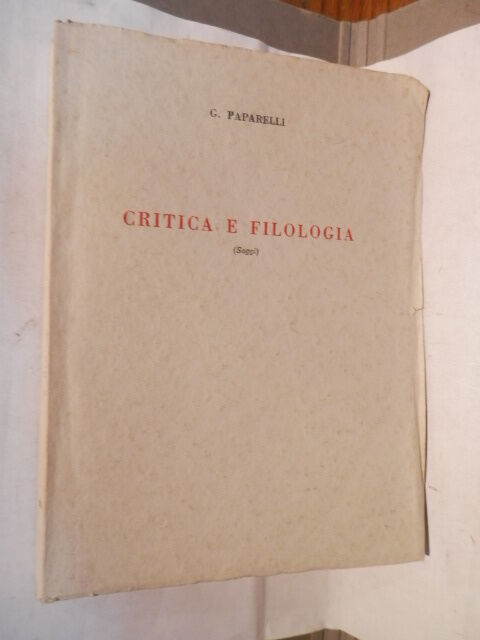 G. PAPARELLI
CRITICA E FILOLOGIA
(Saggi)